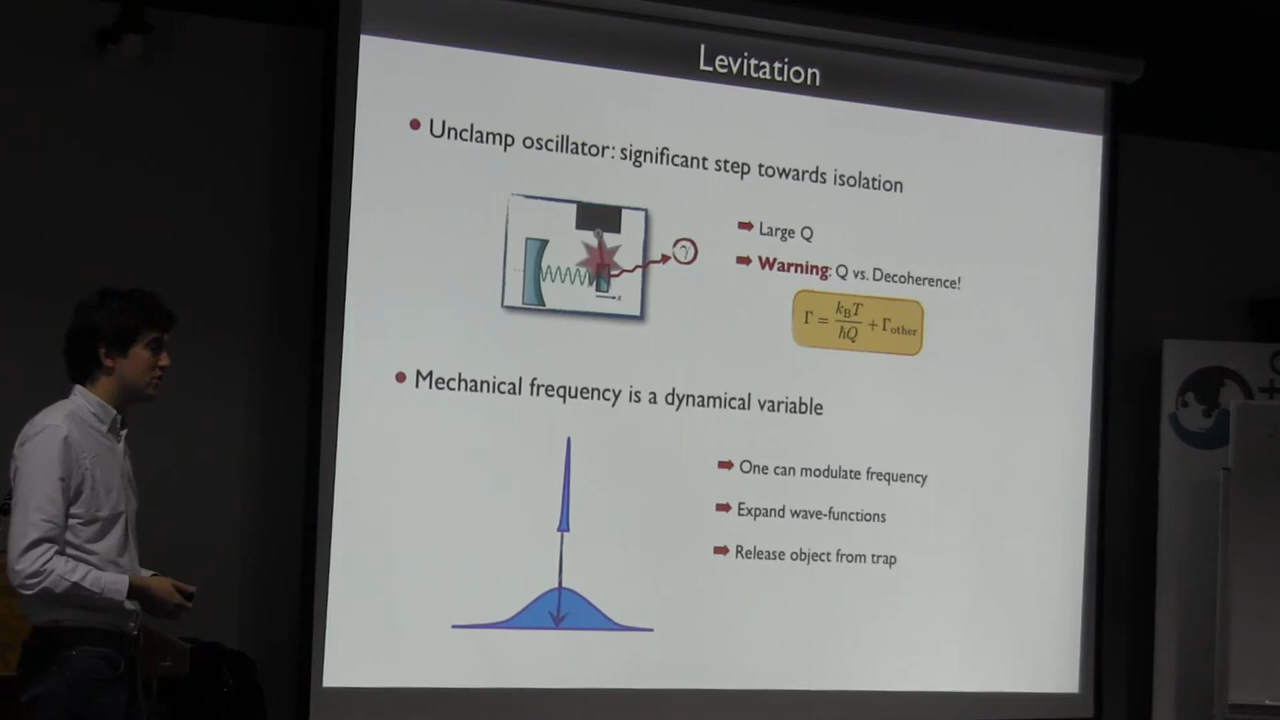 Levitation
• Unclamp oscillator: significant step towards isolation
γ
x
➡ Large Q
➡ Warning: Q vs. Decoherence!
Γ = k_B T / ħQ + Γ_other
• Mechanical frequency is a dynamical variable
➡ One can modulate frequency
➡ Expand wave-functions
➡ Release object from trap